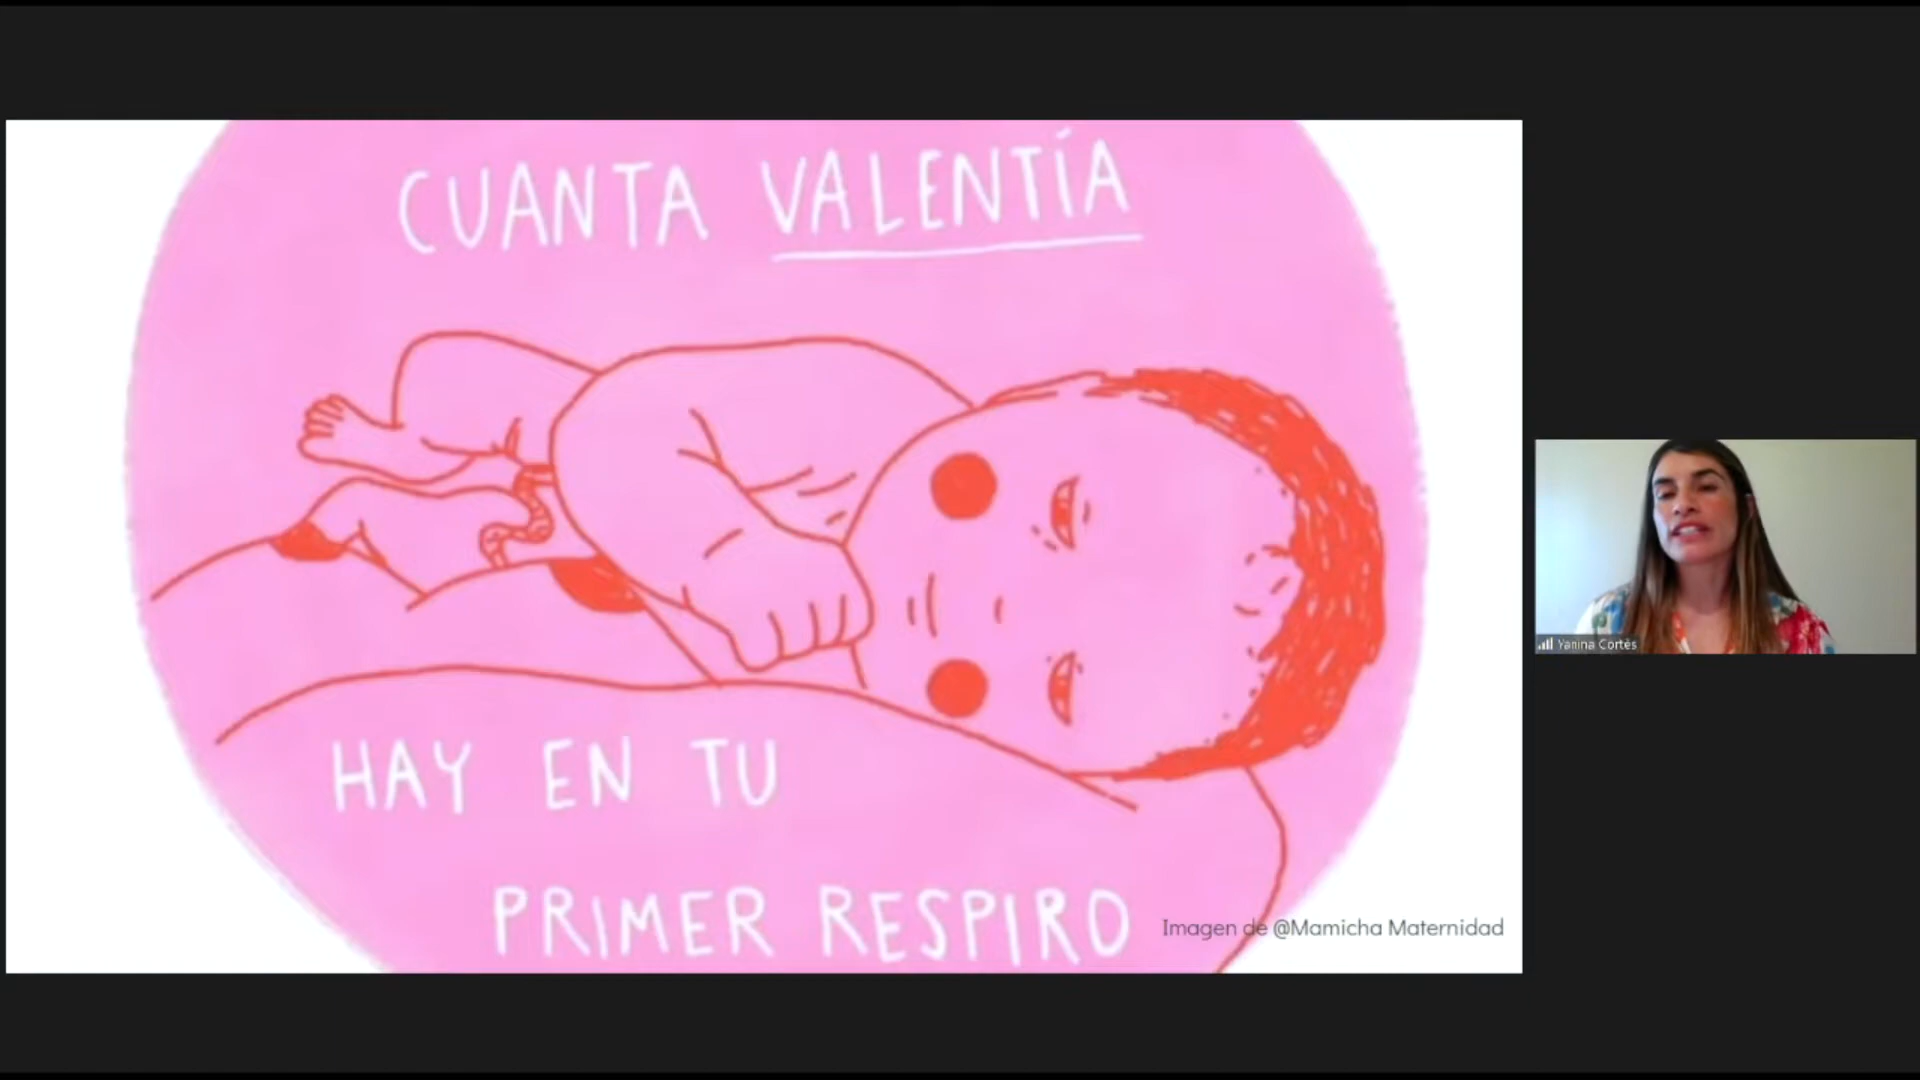 CUANTA VALENTÍA
HAY EN TU
PRIMER RESPIRO
Imagen de @Mamicha Maternidad
Yanina Cortés